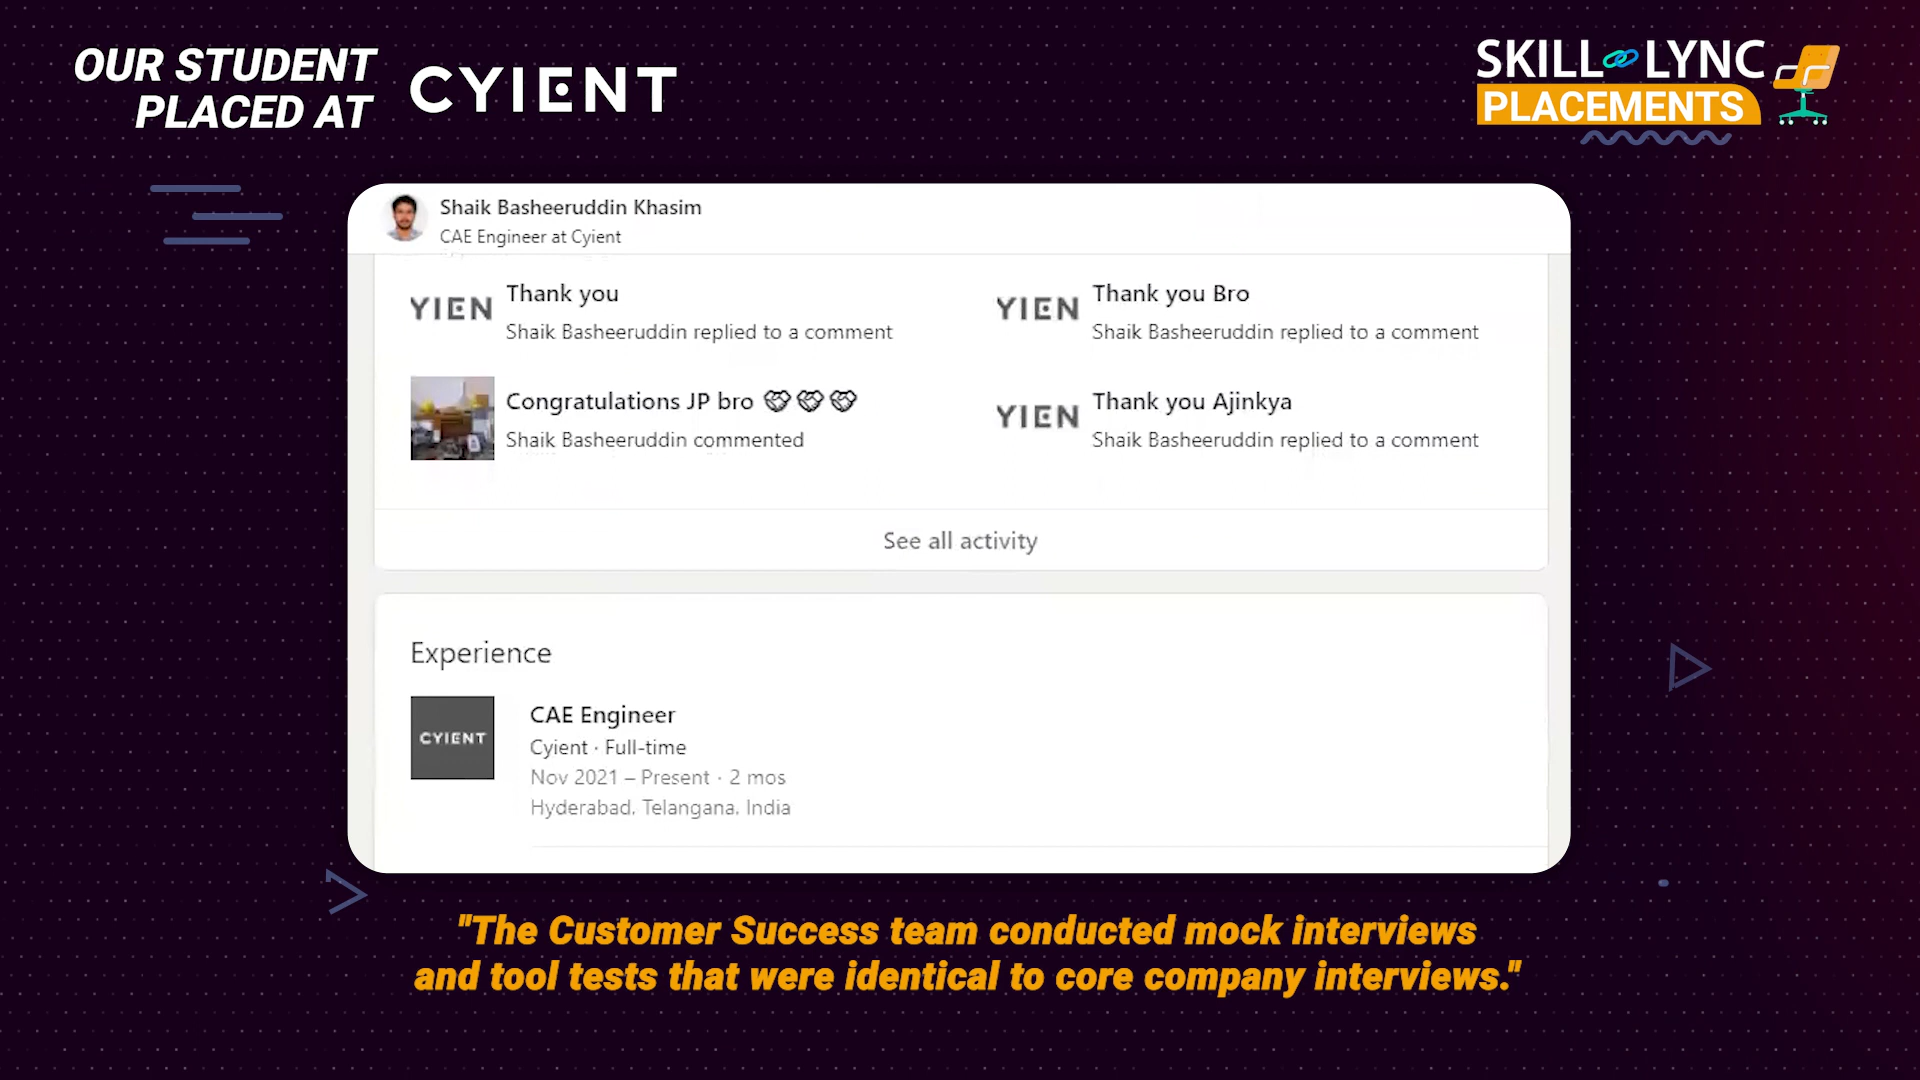 OUR STUDENT
PLACED AT
CYIENT
SKILL LYNC
PLACEMENTS
Shaik Basheeruddin Khasim
CAE Engineer at Cyient
YIEN
Thank you
Shaik Basheeruddin replied to a comment
YIEN
Thank you Bro
Shaik Basheeruddin replied to a comment
Congratulations JP bro
Shaik Basheeruddin commented
YIEN
Thank you Ajinkya
Shaik Basheeruddin replied to a comment
See all activity
Experience
CYIENT
CAE Engineer
Cyient · Full-time
Nov 2021 – Present · 2 mos
Hyderabad, Telangana, India
"The Customer Success team conducted mock interviews
and tool tests that were identical to core company interviews."